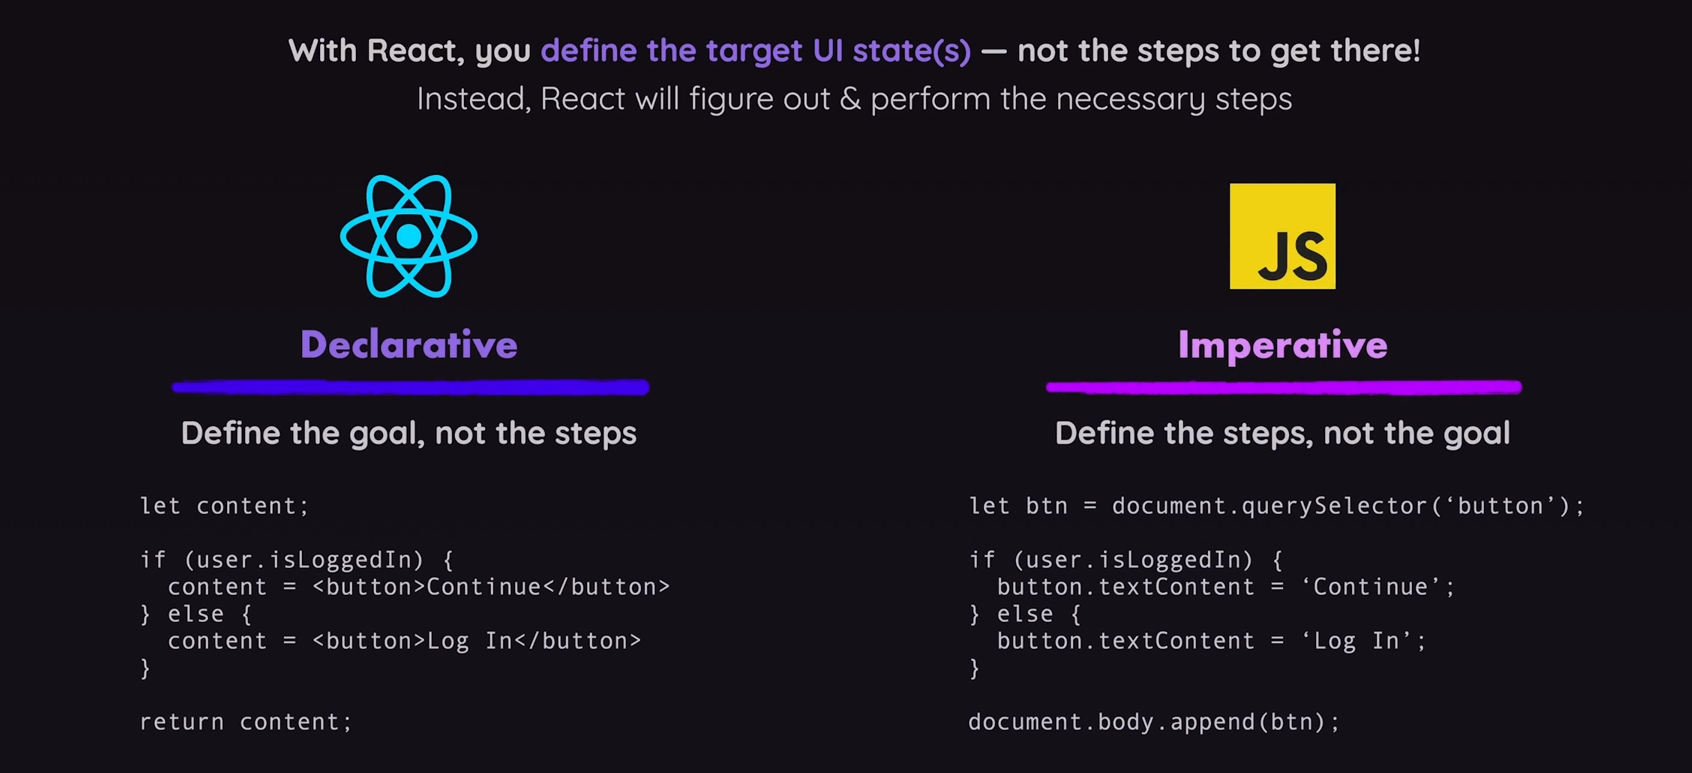 With React, you define the target UI state(s) — not the steps to get there!
Instead, React will figure out & perform the necessary steps
JS
Declarative
Define the goal, not the steps
let content;
if (user.isLoggedIn) {
  content = <button>Continue</button>
} else {
  content = <button>Log In</button>
}
return content;
Imperative
Define the steps, not the goal
let btn = document.querySelector(‘button’);
if (user.isLoggedIn) {
  button.textContent = ‘Continue’;
} else {
  button.textContent = ‘Log In’;
}
document.body.append(btn);